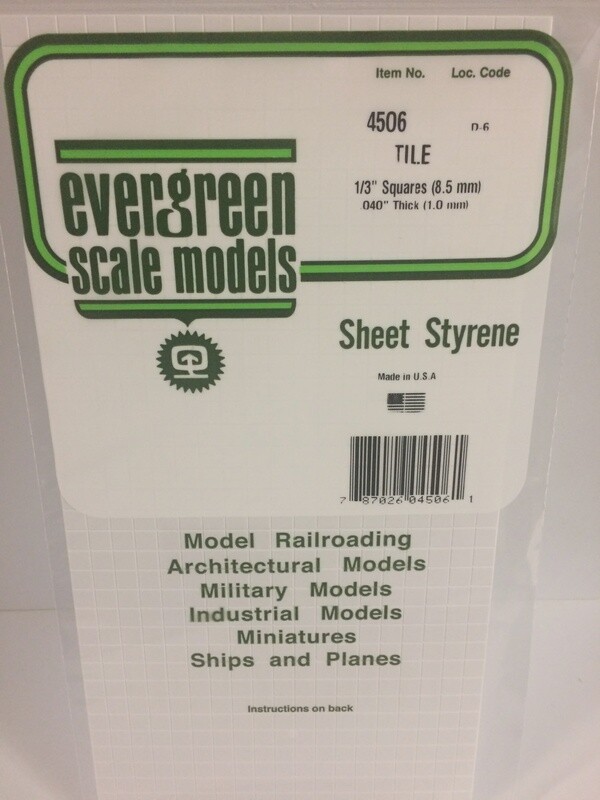 Item No. Loc. Code
4506 D-6
TILE
1/3" Squares (8.5 mm)
.040" Thick (1.0 mm)
evergreen
scale models
Sheet Styrene
Made in U.S.A
7 87026 04506 1
Model Railroading
Architectural Models
Military Models
Industrial Models
Miniatures
Ships and Planes
Instructions on back